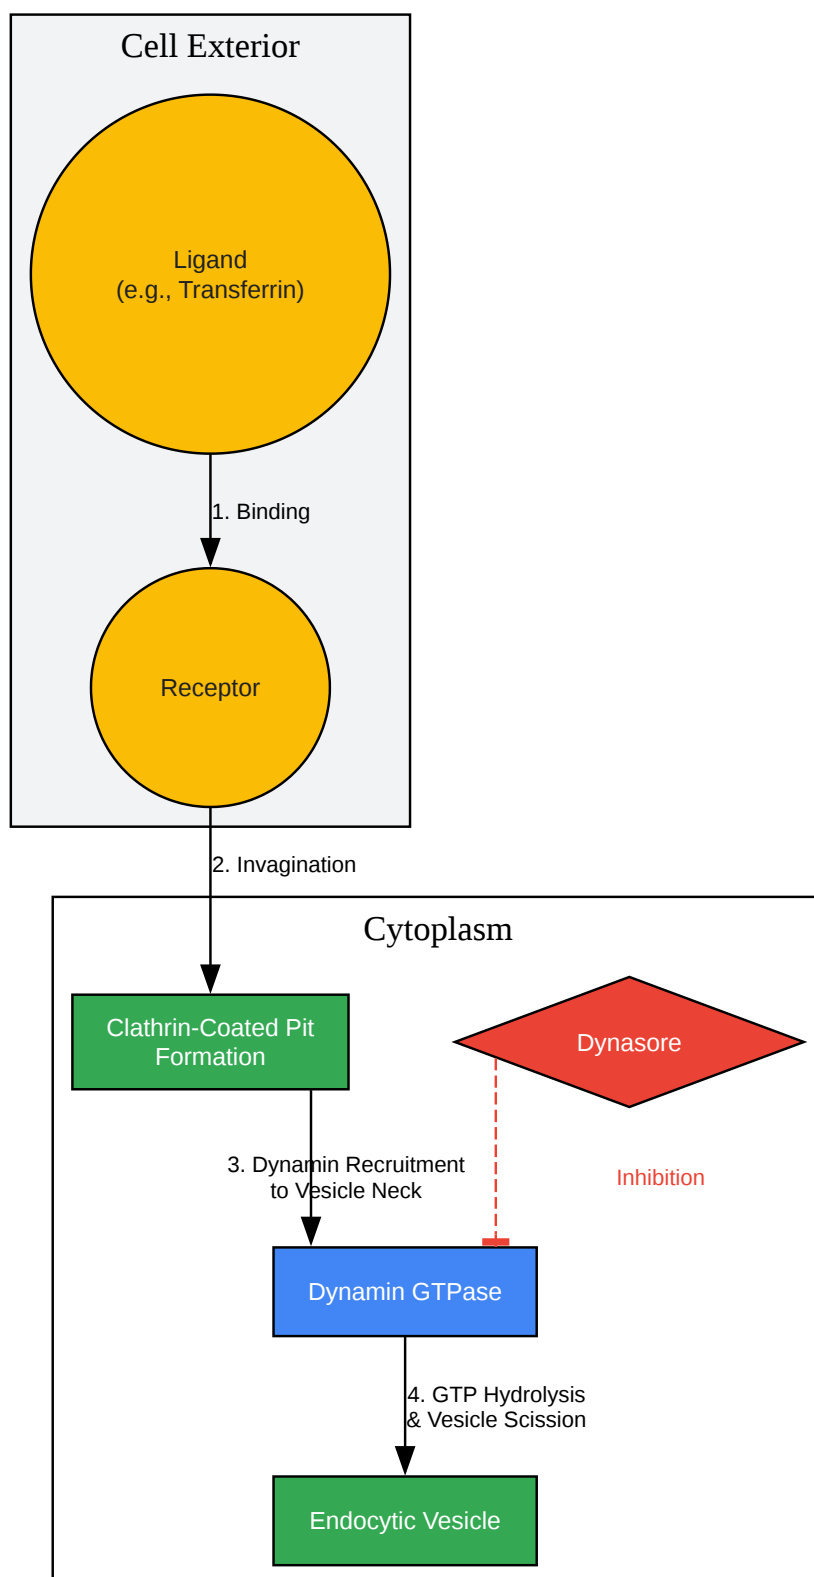 Cell Exterior
Ligand
(e.g., Transferrin)
1. Binding
Receptor
2. Invagination
Cytoplasm
Clathrin-Coated Pit
Formation
Dynasore
3. Dynamin Recruitment
to Vesicle Neck
Inhibition
Dynamin GTPase
4. GTP Hydrolysis
& Vesicle Scission
Endocytic Vesicle